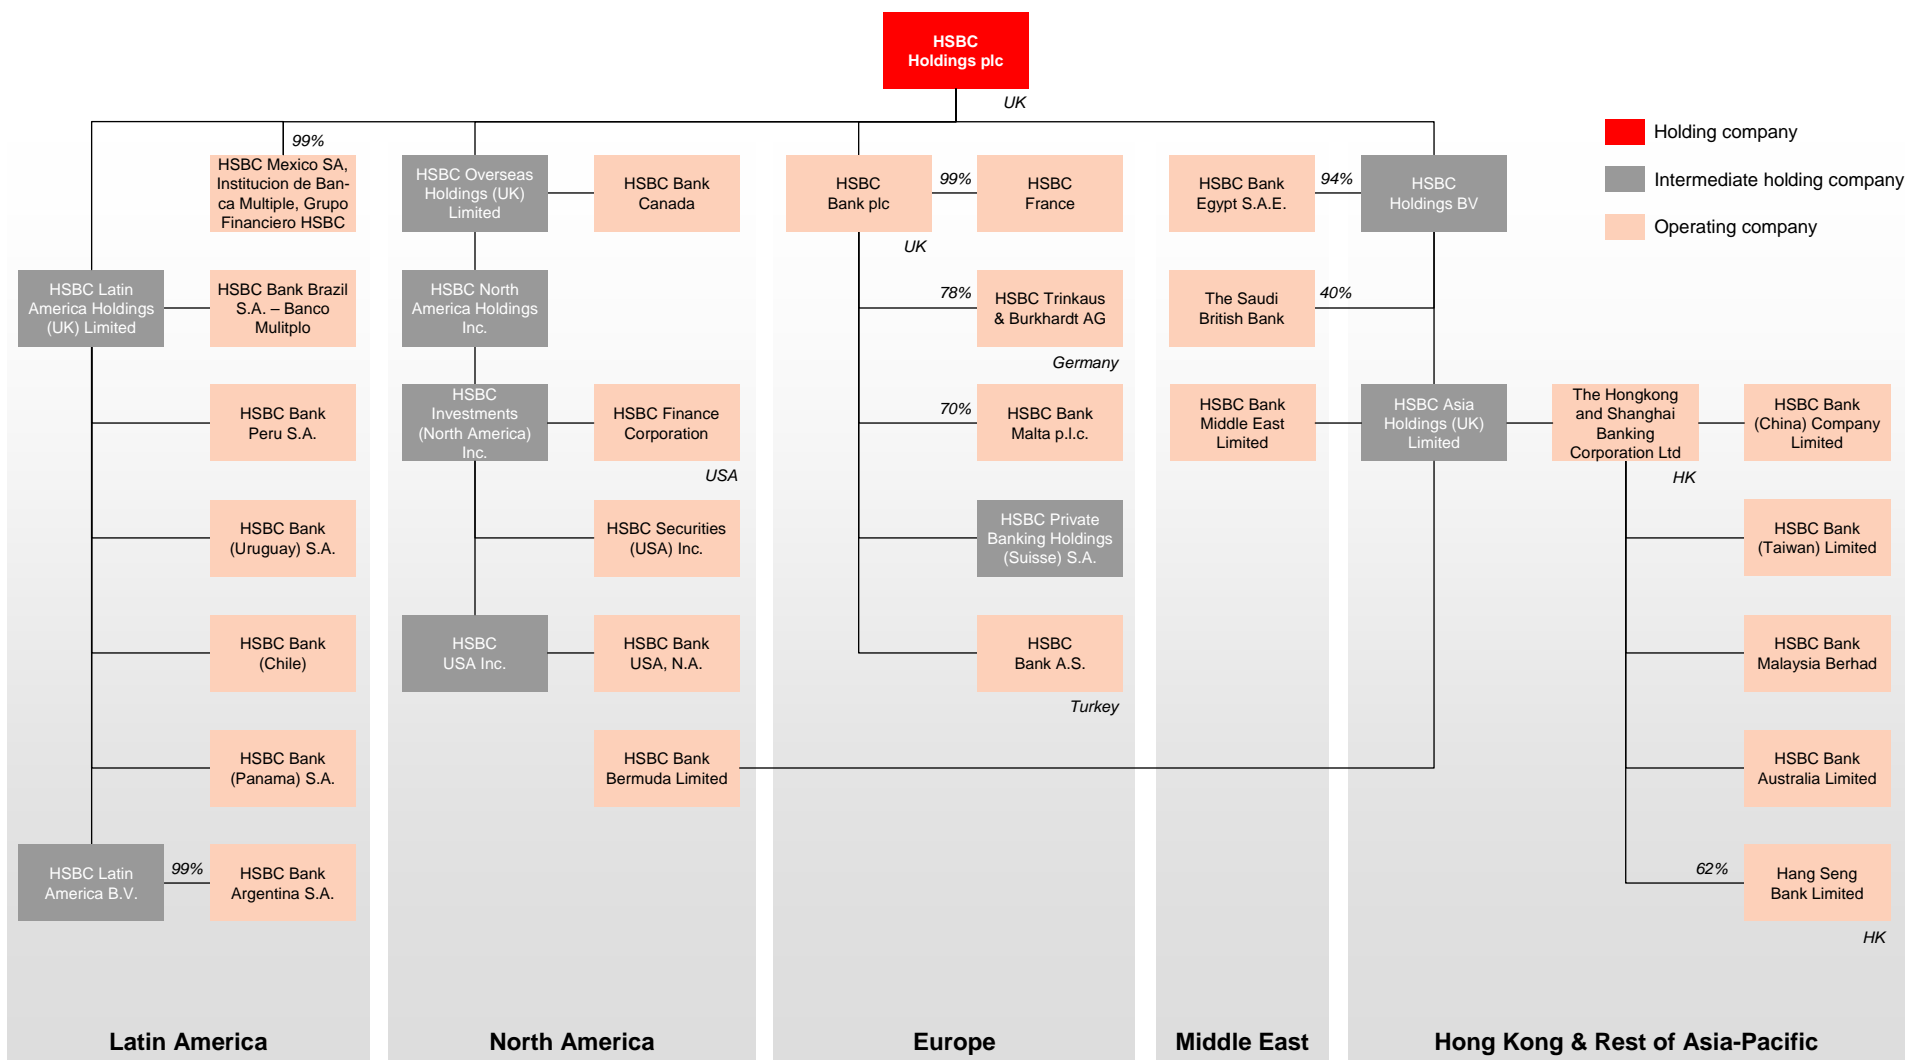 HSBC
Holdings plc
UK
Holding company
Intermediate holding company
Operating company
99%
HSBC Mexico SA,
Institucion de Ban-
ca Multiple, Grupo
Financiero HSBC
HSBC Latin
America Holdings
(UK) Limited
HSBC Bank Brazil
S.A. – Banco
Mulitplo
HSBC Bank
Peru S.A.
HSBC Bank
(Uruguay) S.A.
HSBC Bank
(Chile)
HSBC Bank
(Panama) S.A.
HSBC Latin
America B.V.
99%
HSBC Bank
Argentina S.A.
Latin America
HSBC Overseas
Holdings (UK)
Limited
HSBC Bank
Canada
HSBC North
America Holdings
Inc.
HSBC
Investments
(North America)
Inc.
HSBC Finance
Corporation
USA
HSBC Securities
(USA) Inc.
HSBC
USA Inc.
HSBC Bank
USA, N.A.
HSBC Bank
Bermuda Limited
North America
HSBC
Bank plc
UK
99%
HSBC
France
78%
HSBC Trinkaus
& Burkhardt AG
Germany
70%
HSBC Bank
Malta p.l.c.
HSBC Private
Banking Holdings
(Suisse) S.A.
HSBC
Bank A.S.
Turkey
Europe
HSBC Bank
Egypt S.A.E.
94%
The Saudi
British Bank
40%
HSBC Bank
Middle East
Limited
Middle East
HSBC
Holdings BV
HSBC Asia
Holdings (UK)
Limited
The Hongkong
and Shanghai
Banking
Corporation Ltd
HK
HSBC Bank
(China) Company
Limited
HSBC Bank
(Taiwan) Limited
HSBC Bank
Malaysia Berhad
HSBC Bank
Australia Limited
62%
Hang Seng
Bank Limited
HK
Hong Kong & Rest of Asia-Pacific